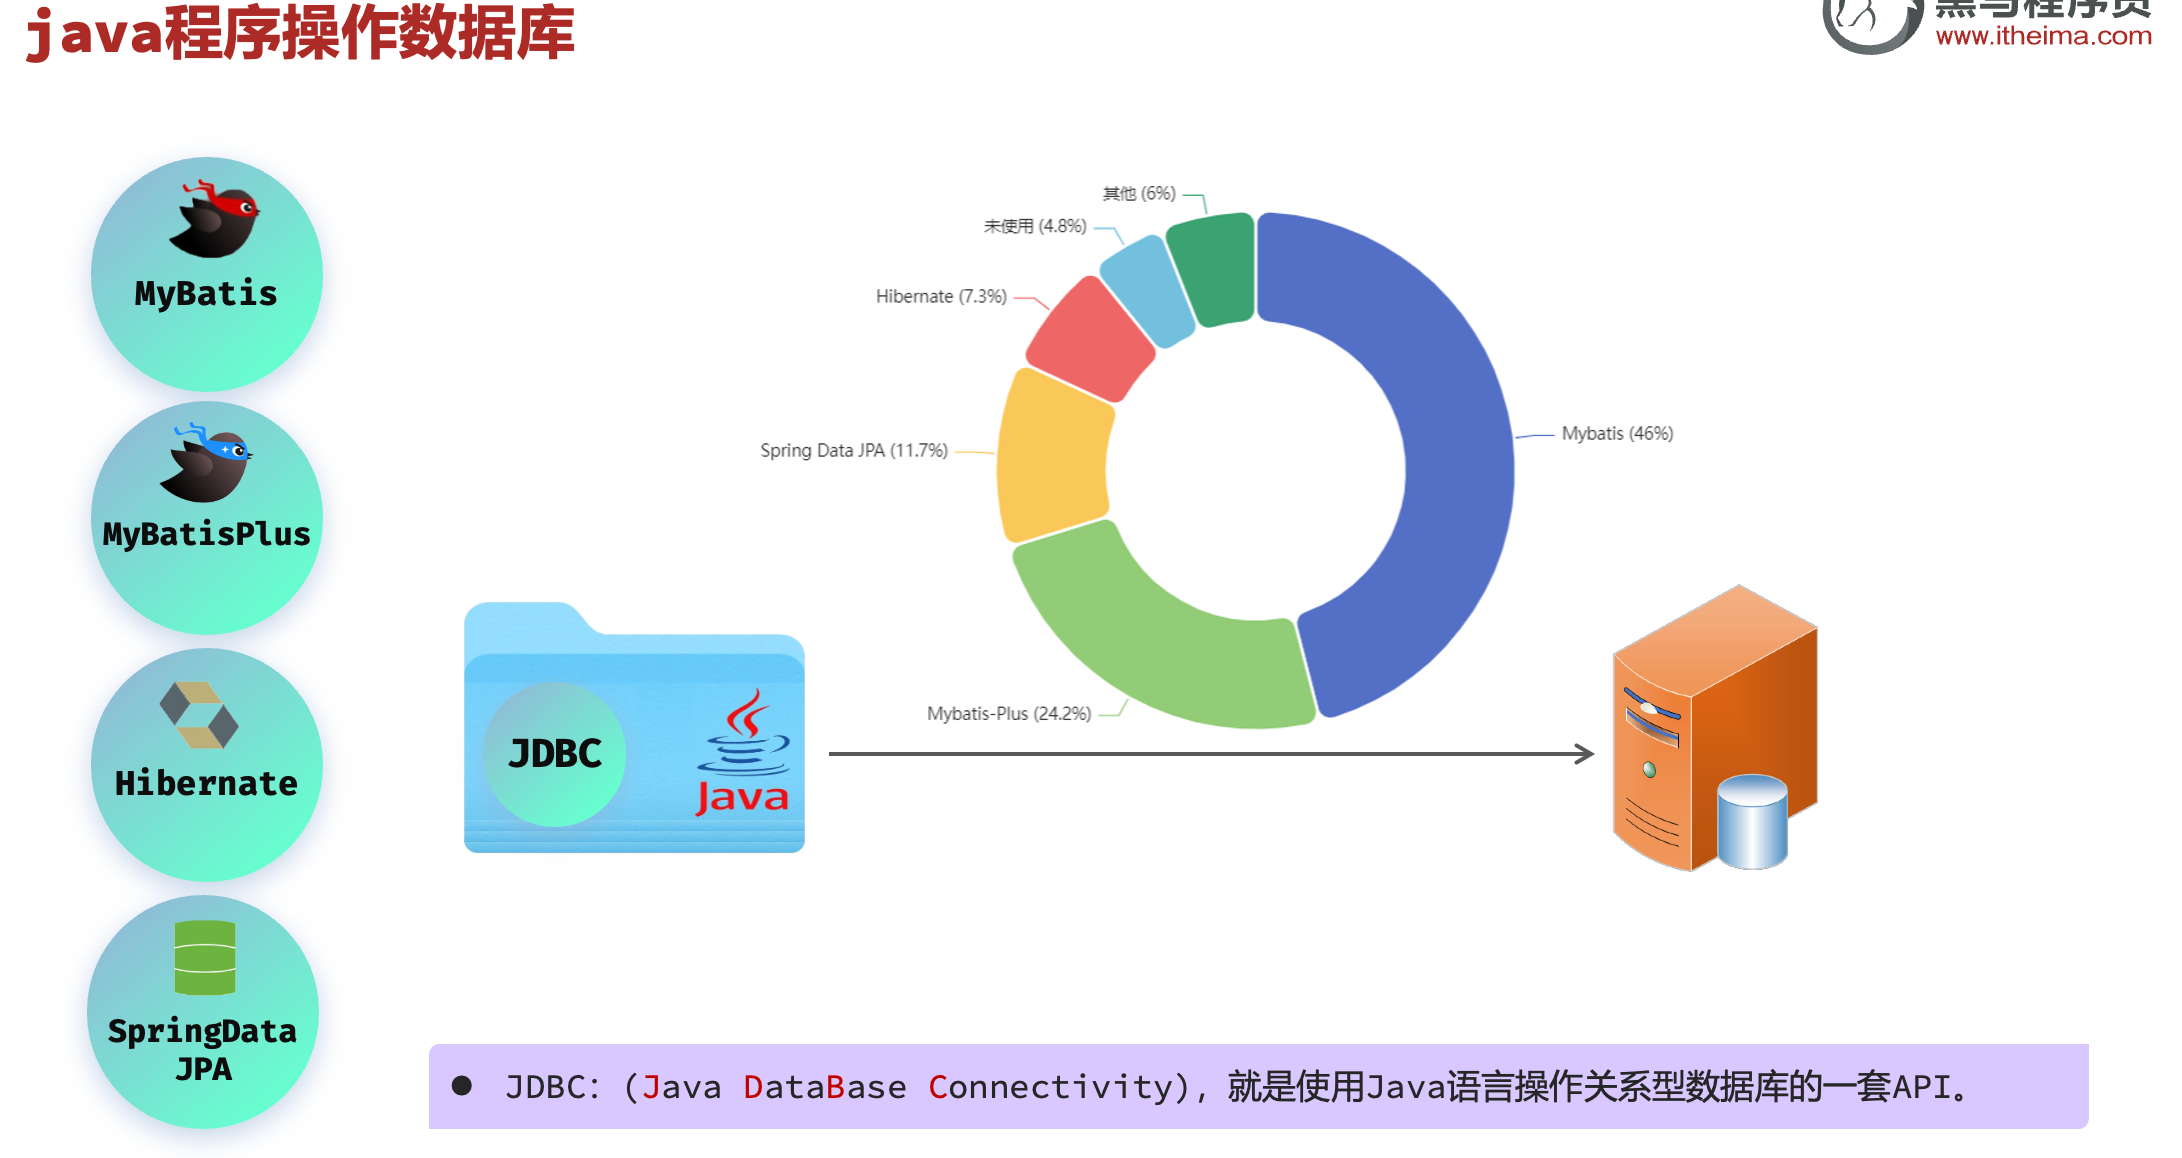 java程序操作数据库
黑马程序员
www.itheima.com
MyBatis
MyBatisPlus
Hibernate
SpringData
JPA
其他 (6%)
未使用 (4.8%)
Hibernate (7.3%)
Spring Data JPA (11.7%)
Mybatis (46%)
Mybatis-Plus (24.2%)
JDBC
Java
● JDBC：(Java DataBase Connectivity)，就是使用Java语言操作关系型数据库的一套API。